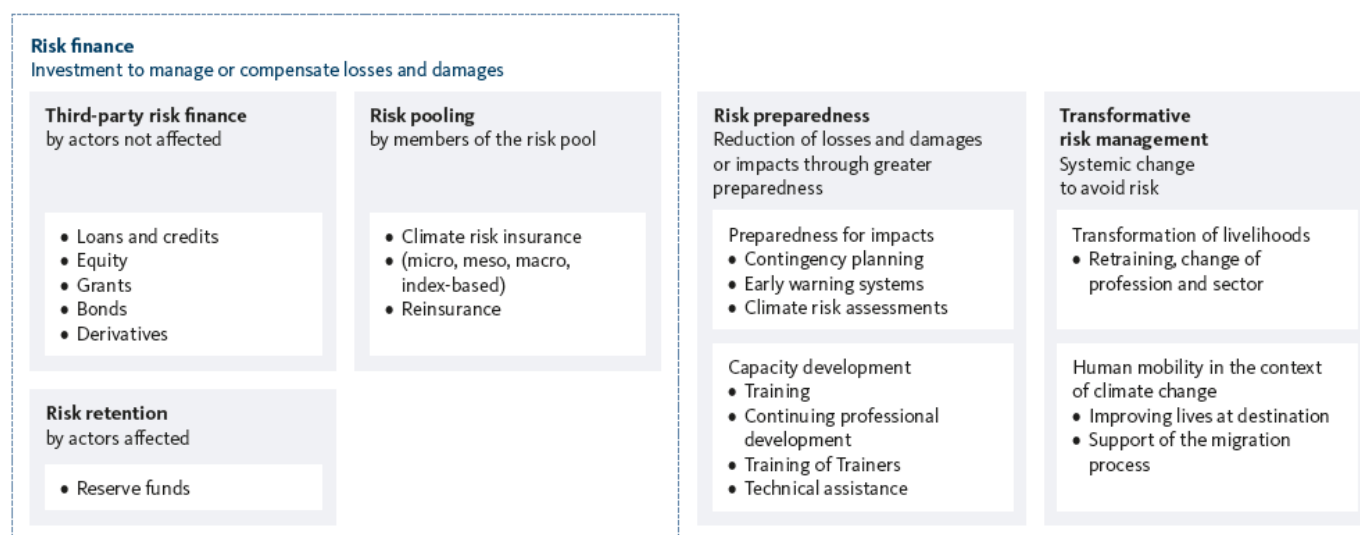 Risk finance
Investment to manage or compensate losses and damages
Third-party risk finance
by actors not affected
• Loans and credits
• Equity
• Grants
• Bonds
• Derivatives
Risk pooling
by members of the risk pool
• Climate risk insurance
• (micro, meso, macro,
index-based)
• Reinsurance
Risk retention
by actors affected
• Reserve funds
Risk preparedness
Reduction of losses and damages
or impacts through greater
preparedness
Preparedness for impacts
• Contingency planning
• Early warning systems
• Climate risk assessments
Capacity development
• Training
• Continuing professional
development
• Training of Trainers
• Technical assistance
Transformative
risk management
Systemic change
to avoid risk
Transformation of livelihoods
• Retraining, change of
profession and sector
Human mobility in the context
of climate change
• Improving lives at destination
• Support of the migration
process